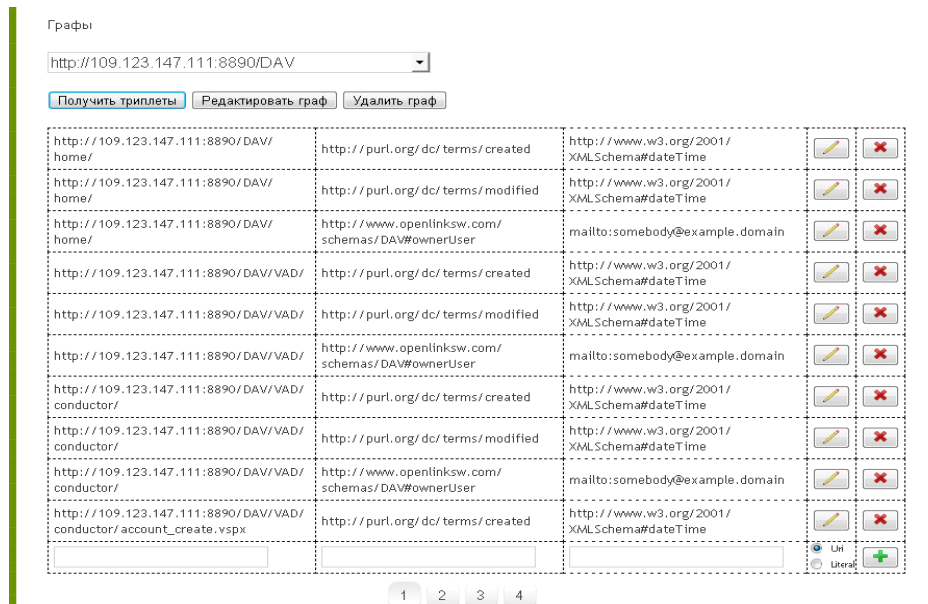 Графы
http://109.123.147.111:8890/DAV
Получить триплеты Редактировать граф Удалить граф
http://109.123.147.111:8890/DAV/
home/
http://purl.org/dc/terms/created
http://www.w3.org/2001/
XMLSchema#dateTime
http://109.123.147.111:8890/DAV/
home/
http://purl.org/dc/terms/modified
http://www.w3.org/2001/
XMLSchema#dateTime
http://109.123.147.111:8890/DAV/
home/
http://www.openlinksw.com/
schemas/DAV#ownerUser
mailto:somebody@example.domain
http://109.123.147.111:8890/DAV/VAD/
http://purl.org/dc/terms/created
http://www.w3.org/2001/
XMLSchema#dateTime
http://109.123.147.111:8890/DAV/VAD/
http://purl.org/dc/terms/modified
http://www.w3.org/2001/
XMLSchema#dateTime
http://109.123.147.111:8890/DAV/VAD/
http://www.openlinksw.com/
schemas/DAV#ownerUser
mailto:somebody@example.domain
http://109.123.147.111:8890/DAV/VAD/
conductor/
http://purl.org/dc/terms/created
http://www.w3.org/2001/
XMLSchema#dateTime
http://109.123.147.111:8890/DAV/VAD/
conductor/
http://purl.org/dc/terms/modified
http://www.w3.org/2001/
XMLSchema#dateTime
http://109.123.147.111:8890/DAV/VAD/
conductor/
http://www.openlinksw.com/
schemas/DAV#ownerUser
mailto:somebody@example.domain
http://109.123.147.111:8890/DAV/VAD/
conductor/account_create.vspx
http://purl.org/dc/terms/created
http://www.w3.org/2001/
XMLSchema#dateTime
Uri
Literal
1 2 3 4